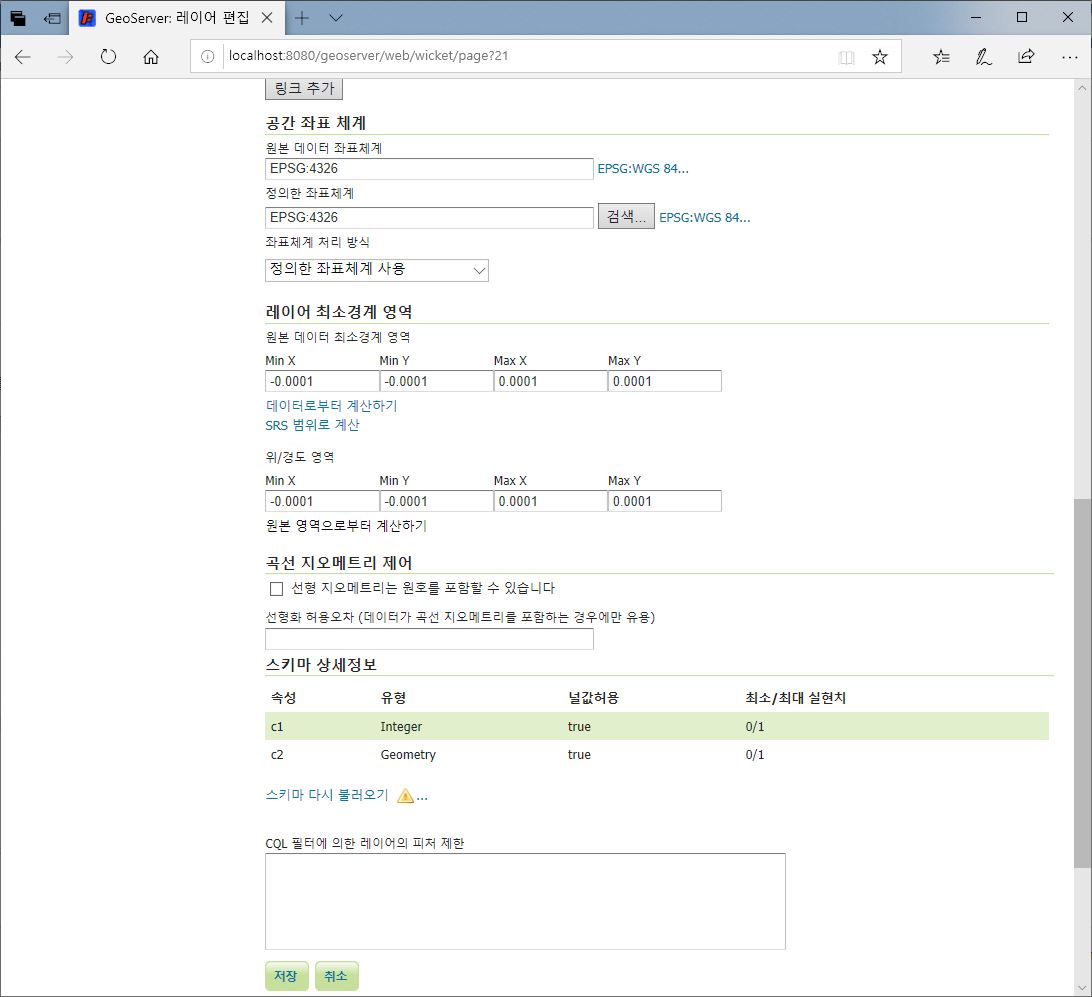 GeoServer: 레이어 편집
localhost:8080/geoserver/web/wicket/page?21
링크 추가
공간 좌표 체계
원본 데이터 좌표체계
EPSG:4326 EPSG:WGS 84...
정의한 좌표체계
EPSG:4326 검색... EPSG:WGS 84...
좌표체계 처리 방식
정의한 좌표체계 사용
레이어 최소경계 영역
원본 데이터 최소경계 영역
Min X Min Y Max X Max Y
-0.0001 -0.0001 0.0001 0.0001
데이터로부터 계산하기
SRS 범위로 계산
위/경도 영역
Min X Min Y Max X Max Y
-0.0001 -0.0001 0.0001 0.0001
원본 영역으로부터 계산하기
곡선 지오메트리 제어
선형 지오메트리는 원호를 포함할 수 있습니다
선형화 허용오차 (데이터가 곡선 지오메트리를 포함하는 경우에만 유용)
스키마 상세정보
속성 유형 널값허용 최소/최대 실현치
c1 Integer true 0/1
c2 Geometry true 0/1
스키마 다시 불러오기 ...
CQL 필터에 의한 레이어의 피처 제한
저장 취소